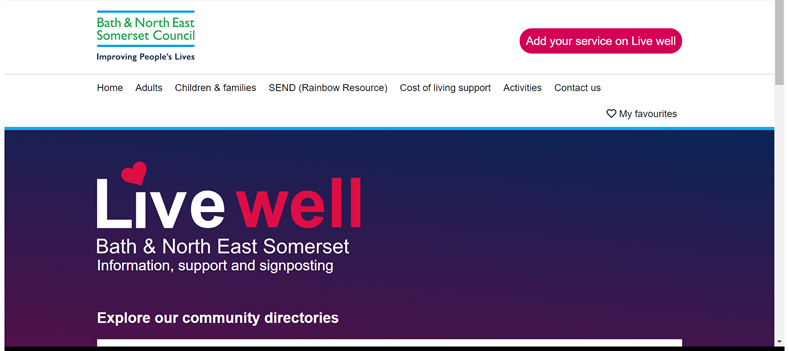 Bath & North East
Somerset Council
Improving People's Lives
Add your service on Live well
Home Adults Children & families SEND (Rainbow Resource) Cost of living support Activities Contact us
My favourites
Live well
Bath & North East Somerset
Information, support and signposting
Explore our community directories